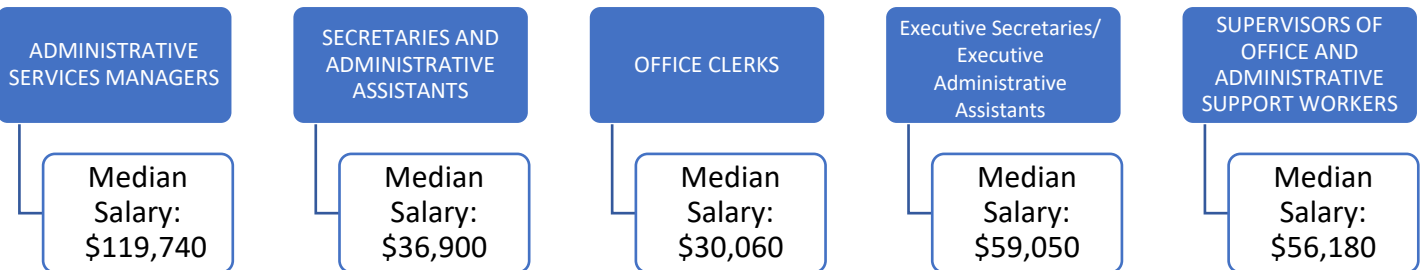 ADMINISTRATIVE
SERVICES MANAGERS
Median
Salary:
$119,740
SECRETARIES AND
ADMINISTRATIVE
ASSISTANTS
Median
Salary:
$36,900
OFFICE CLERKS
Median
Salary:
$30,060
Executive Secretaries/
Executive
Administrative
Assistants
Median
Salary:
$59,050
SUPERVISORS OF
OFFICE AND
ADMINISTRATIVE
SUPPORT WORKERS
Median
Salary:
$56,180